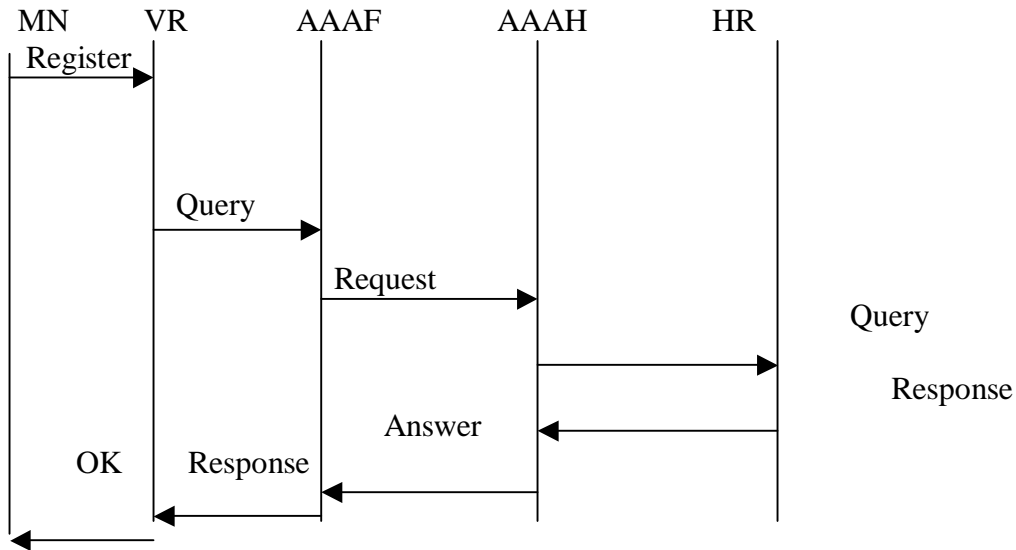 MN VR AAAF AAAH HR
Register
Query
Request
Query
Response
Answer
OK Response